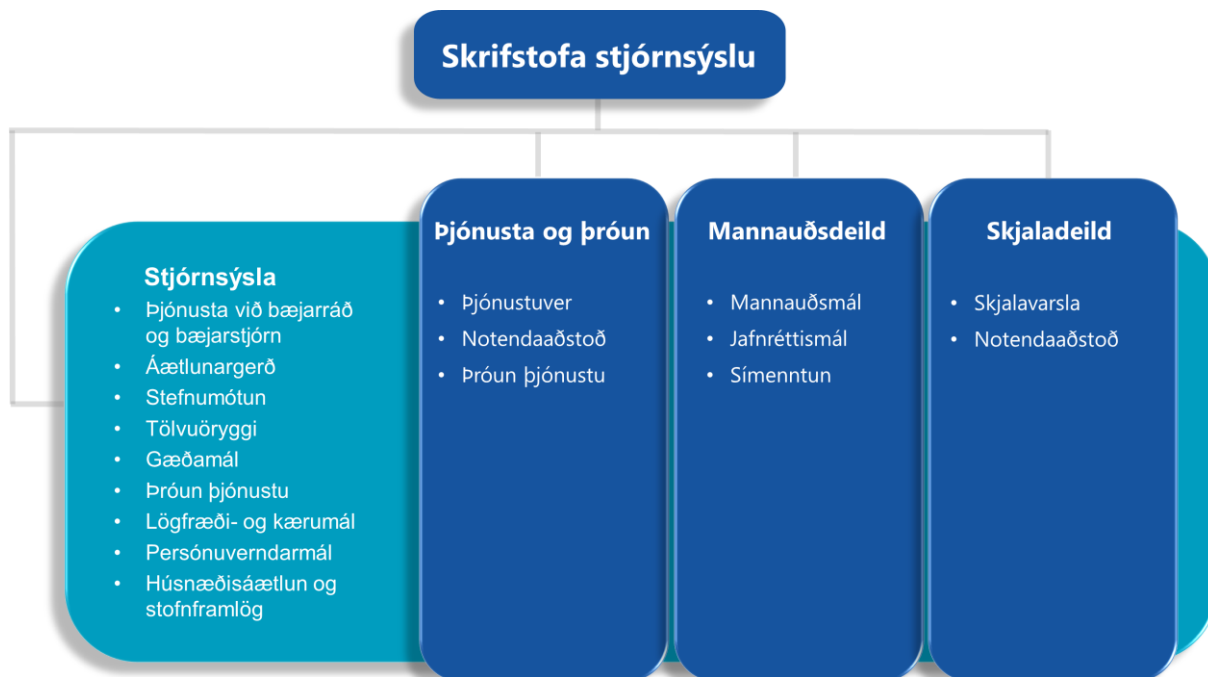 Skrifstofa stjórnsýslu
Stjórnsýsla
• Þjónusta við bæjarráð
og bæjarstjórn
• Áætlunargerð
• Stefnumótun
• Tölvuöryggi
• Gæðamál
• Þróun þjónustu
• Lögfræði- og kærumál
• Persónuverndarmál
• Húsnæðisáætlun og
stofnframlög
Þjónusta og þróun
• Þjónustuver
• Notendaaðstoð
• Þróun þjónustu
Mannauðsdeild
• Mannauðsmál
• Jafnréttismál
• Símenntun
Skjaladeild
• Skjalavarsla
• Notendaaðstoð